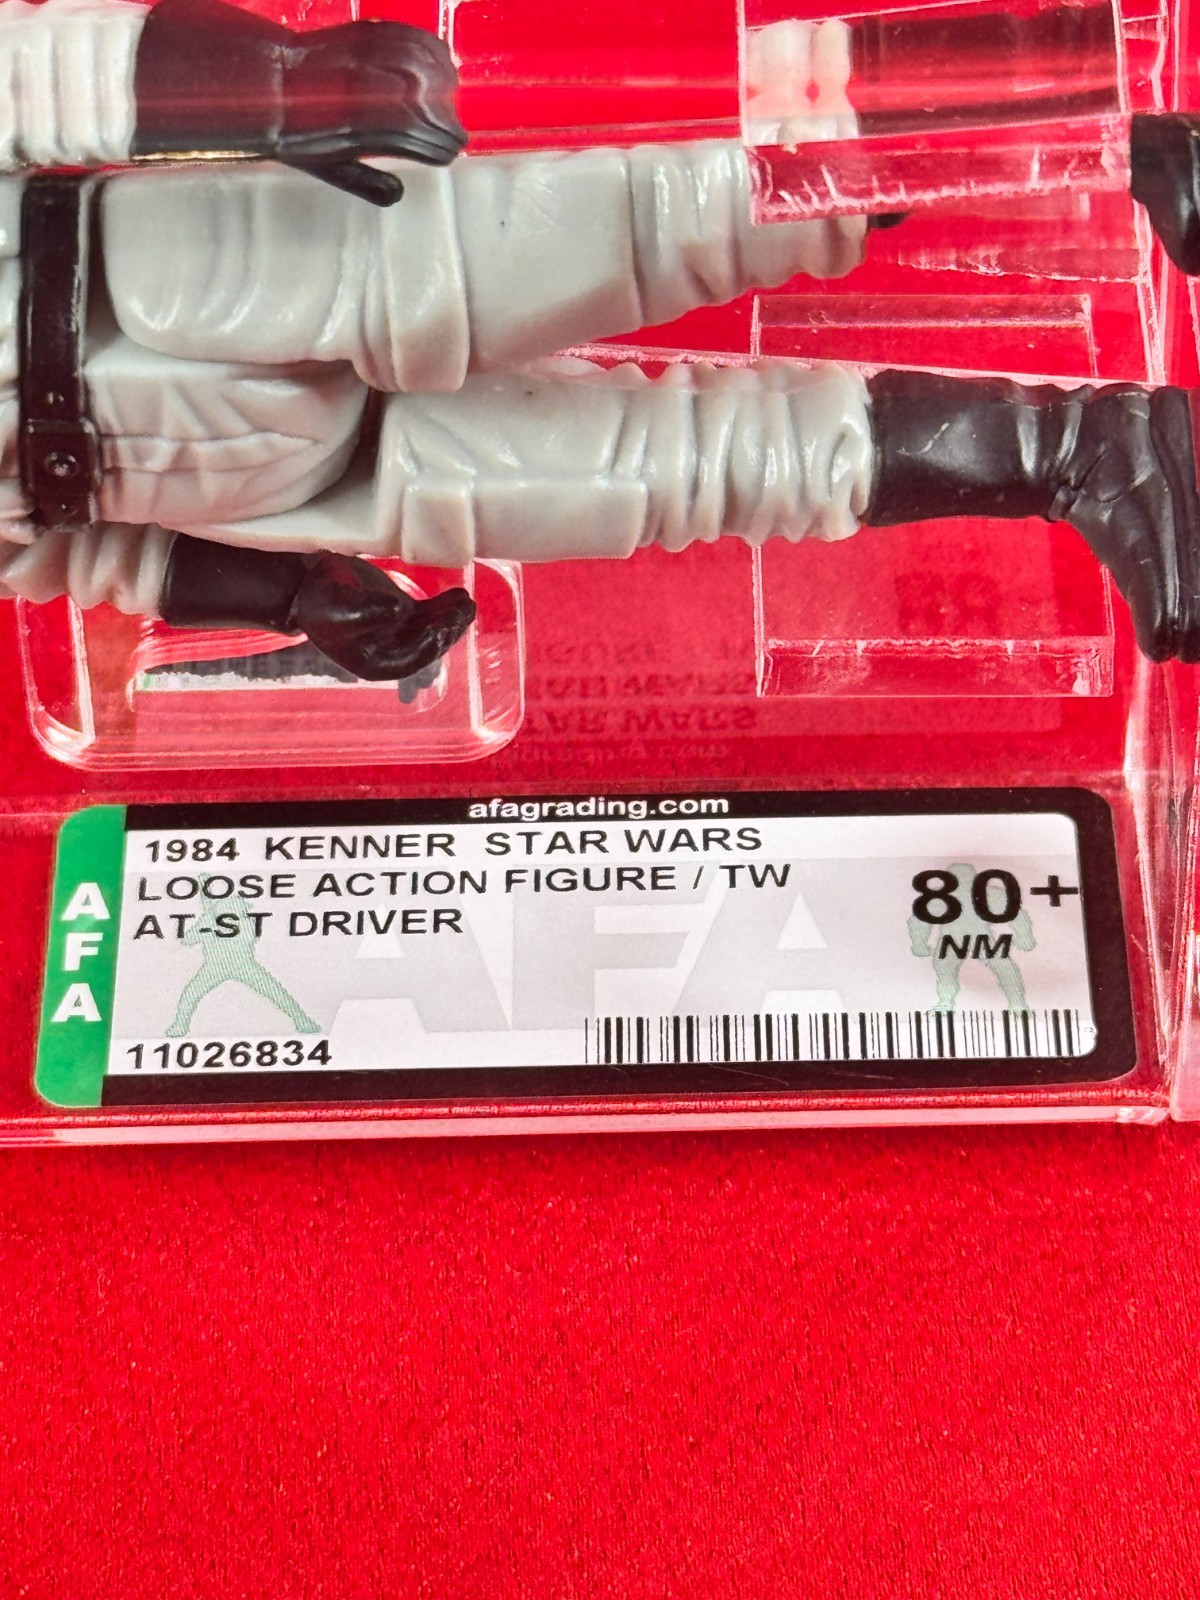 afagrading.com
1984 KENNER STAR WARS
LOOSE ACTION FIGURE / TW
AT-ST DRIVER
80+
NM
AFA
AFA
11026834